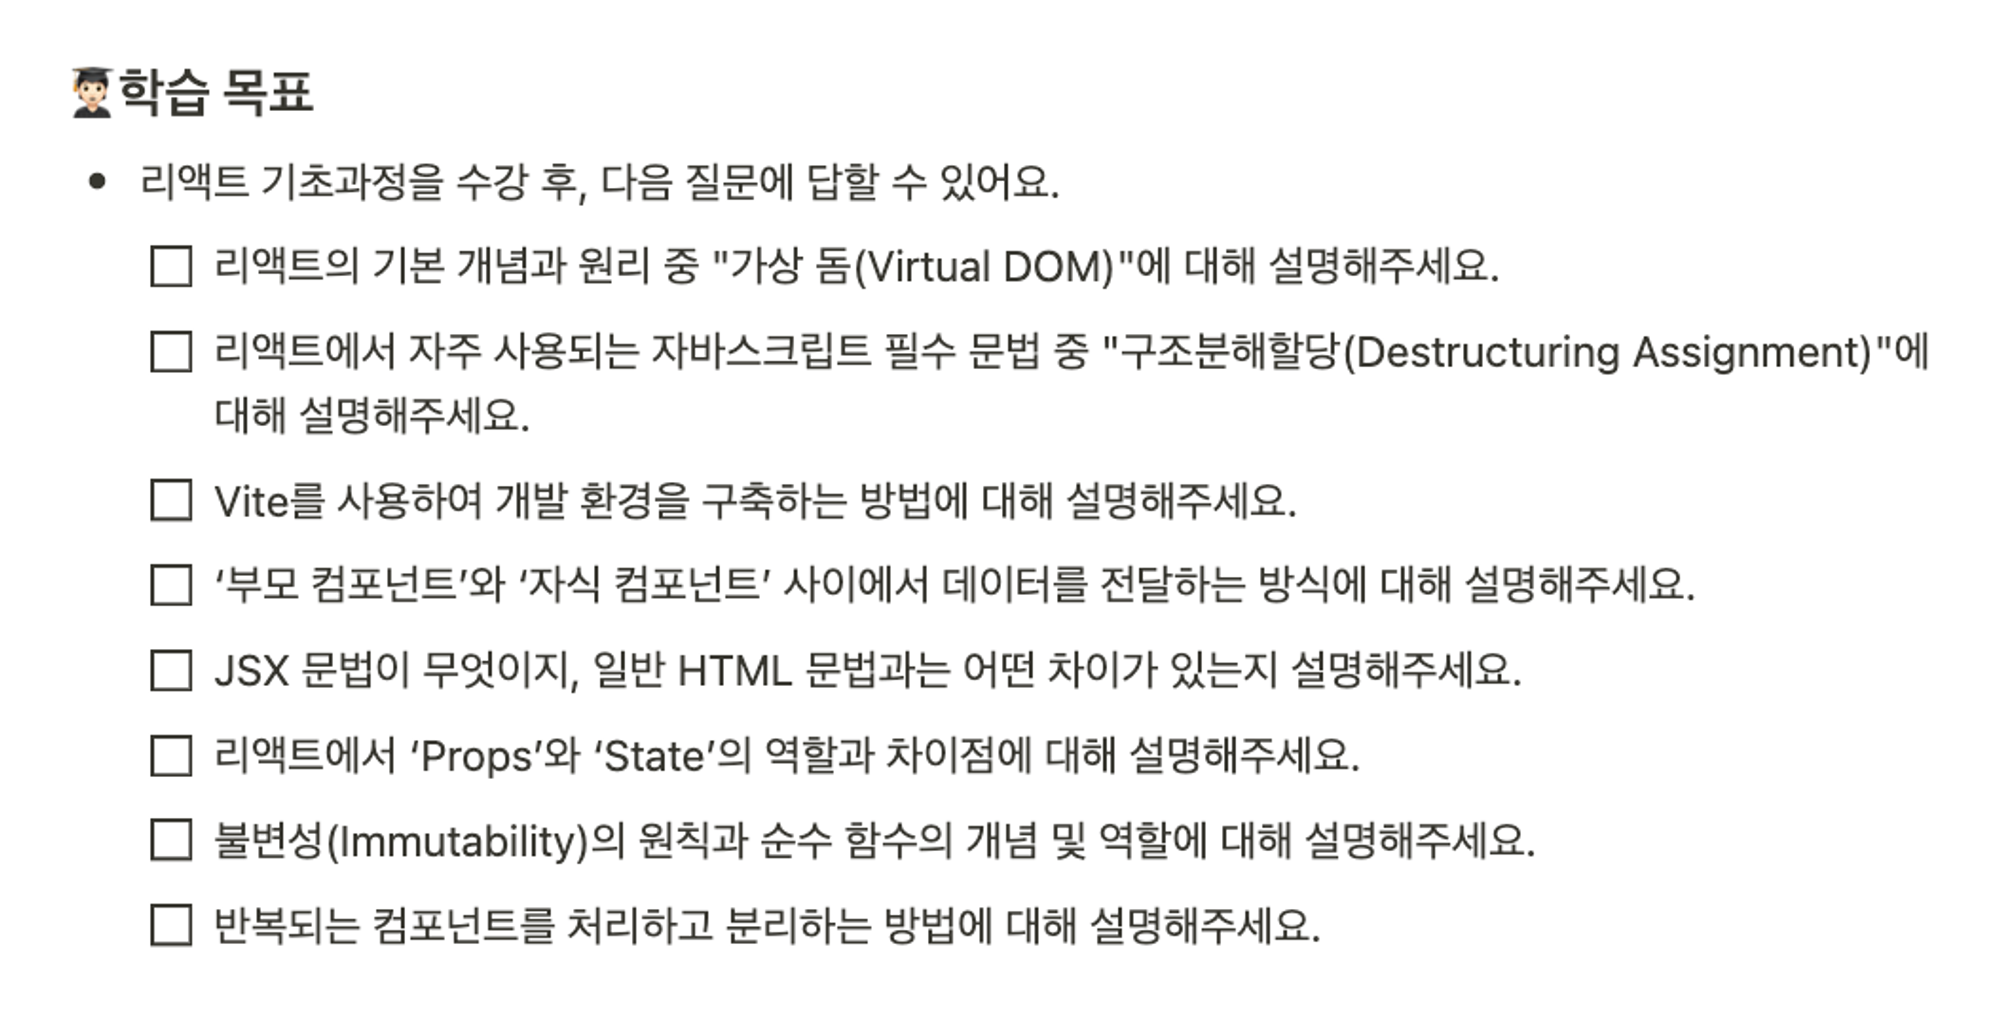 학습 목표
리액트 기초과정을 수강 후, 다음 질문에 답할 수 있어요.
리액트의 기본 개념과 원리 중 "가상 돔(Virtual DOM)"에 대해 설명해주세요.
리액트에서 자주 사용되는 자바스크립트 필수 문법 중 "구조분해할당(Destructuring Assignment)"에
대해 설명해주세요.
Vite를 사용하여 개발 환경을 구축하는 방법에 대해 설명해주세요.
‘부모 컴포넌트’와 ‘자식 컴포넌트’ 사이에서 데이터를 전달하는 방식에 대해 설명해주세요.
JSX 문법이 무엇이지, 일반 HTML 문법과는 어떤 차이가 있는지 설명해주세요.
리액트에서 ‘Props’와 ‘State’의 역할과 차이점에 대해 설명해주세요.
불변성(Immutability)의 원칙과 순수 함수의 개념 및 역할에 대해 설명해주세요.
반복되는 컴포넌트를 처리하고 분리하는 방법에 대해 설명해주세요.